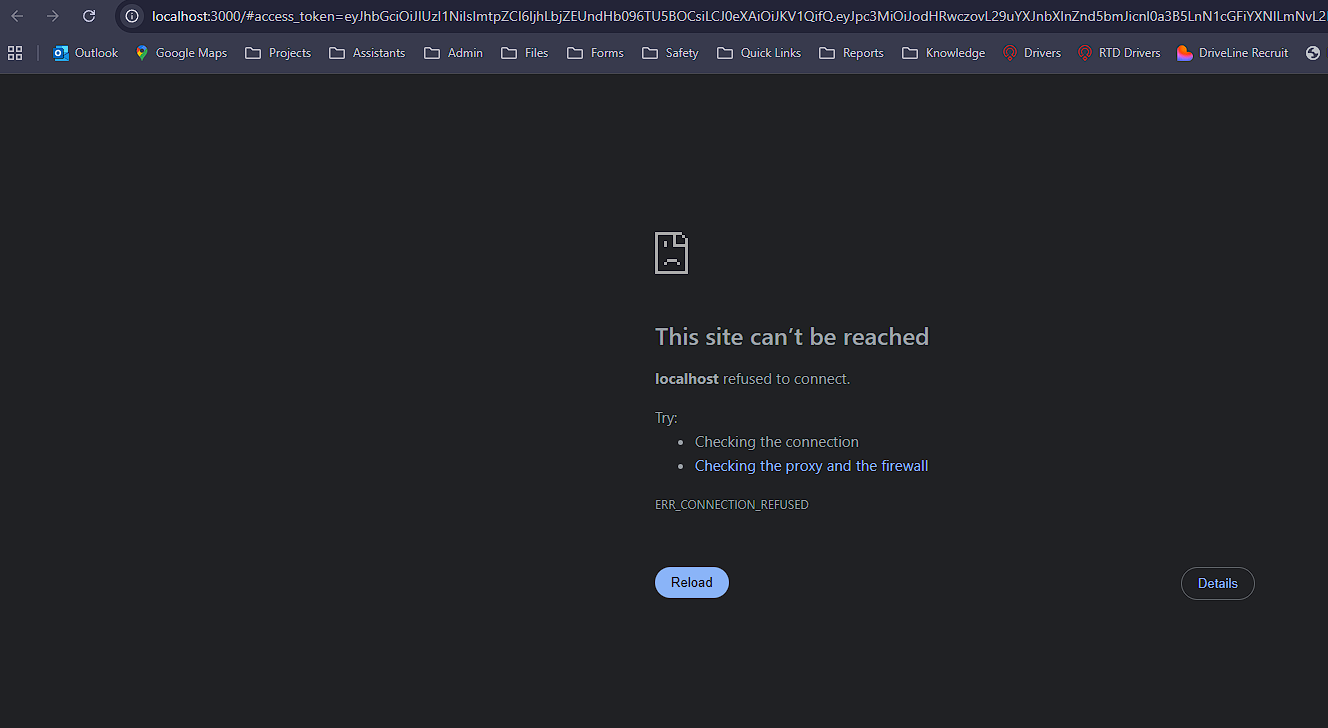 localhost:3000/#access_token=
Outlook Google Maps Projects Assistants Admin Files Forms Safety Quick Links Reports Knowledge Drivers RTD Drivers DriveLine Recruit
This site can’t be reached
localhost refused to connect.
Try:
• Checking the connection
• Checking the proxy and the firewall
ERR_CONNECTION_REFUSED
Reload Details